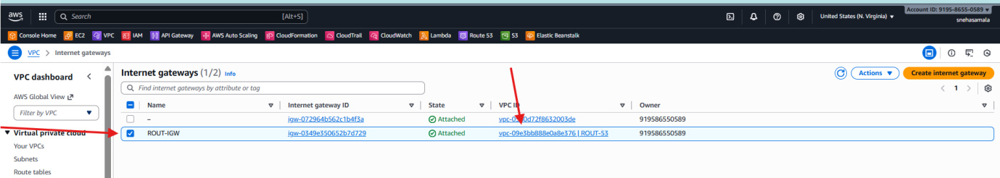 aws Search [Alt+S] United States (N. Virginia) Account ID: 9195-8655-0589
snehasamala
Console Home EC2 VPC IAM API Gateway AWS Auto Scaling CloudFormation CloudTrail CloudWatch Lambda Route 53 S3 Elastic Beanstalk
VPC > Internet gateways
VPC dashboard
AWS Global View
Filter by VPC
Virtual private cloud
Your VPCs
Subnets
Route tables
Internet gateways (1/2) Info
Actions Create internet gateway
Find internet gateways by attribute or tag
1
Name Internet gateway ID State VPC ID Owner
– igw-072964b562c1b4f3a Attached 919586550589
ROUT-IGW igw-0349e350652b7d729 Attached vpc-09e3bb888e0a8e376 | ROUT-53 919586550589